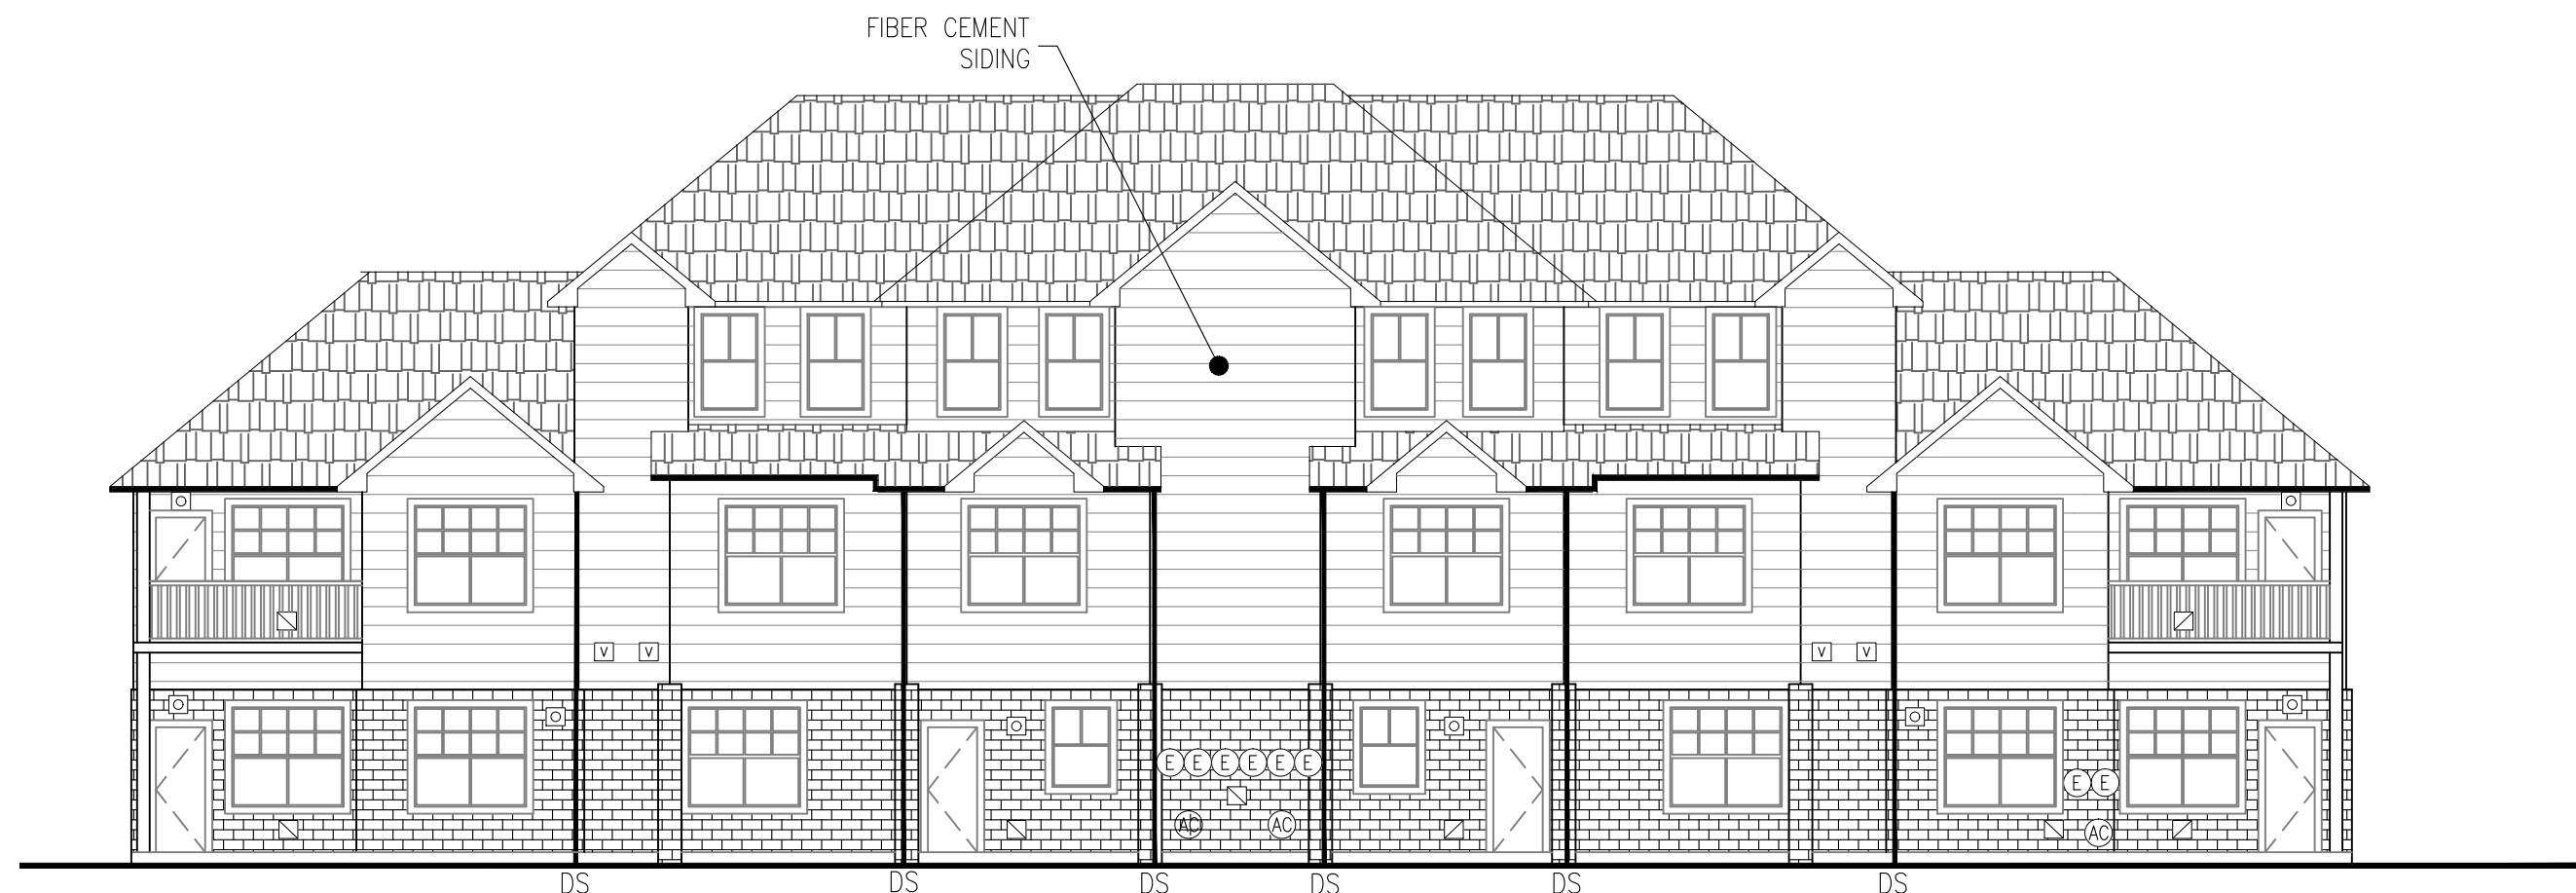 FIBER CEMENT
SIDING
V V V V
E E E E E E
E E
AC AC AC
DS DS DS DS DS DS